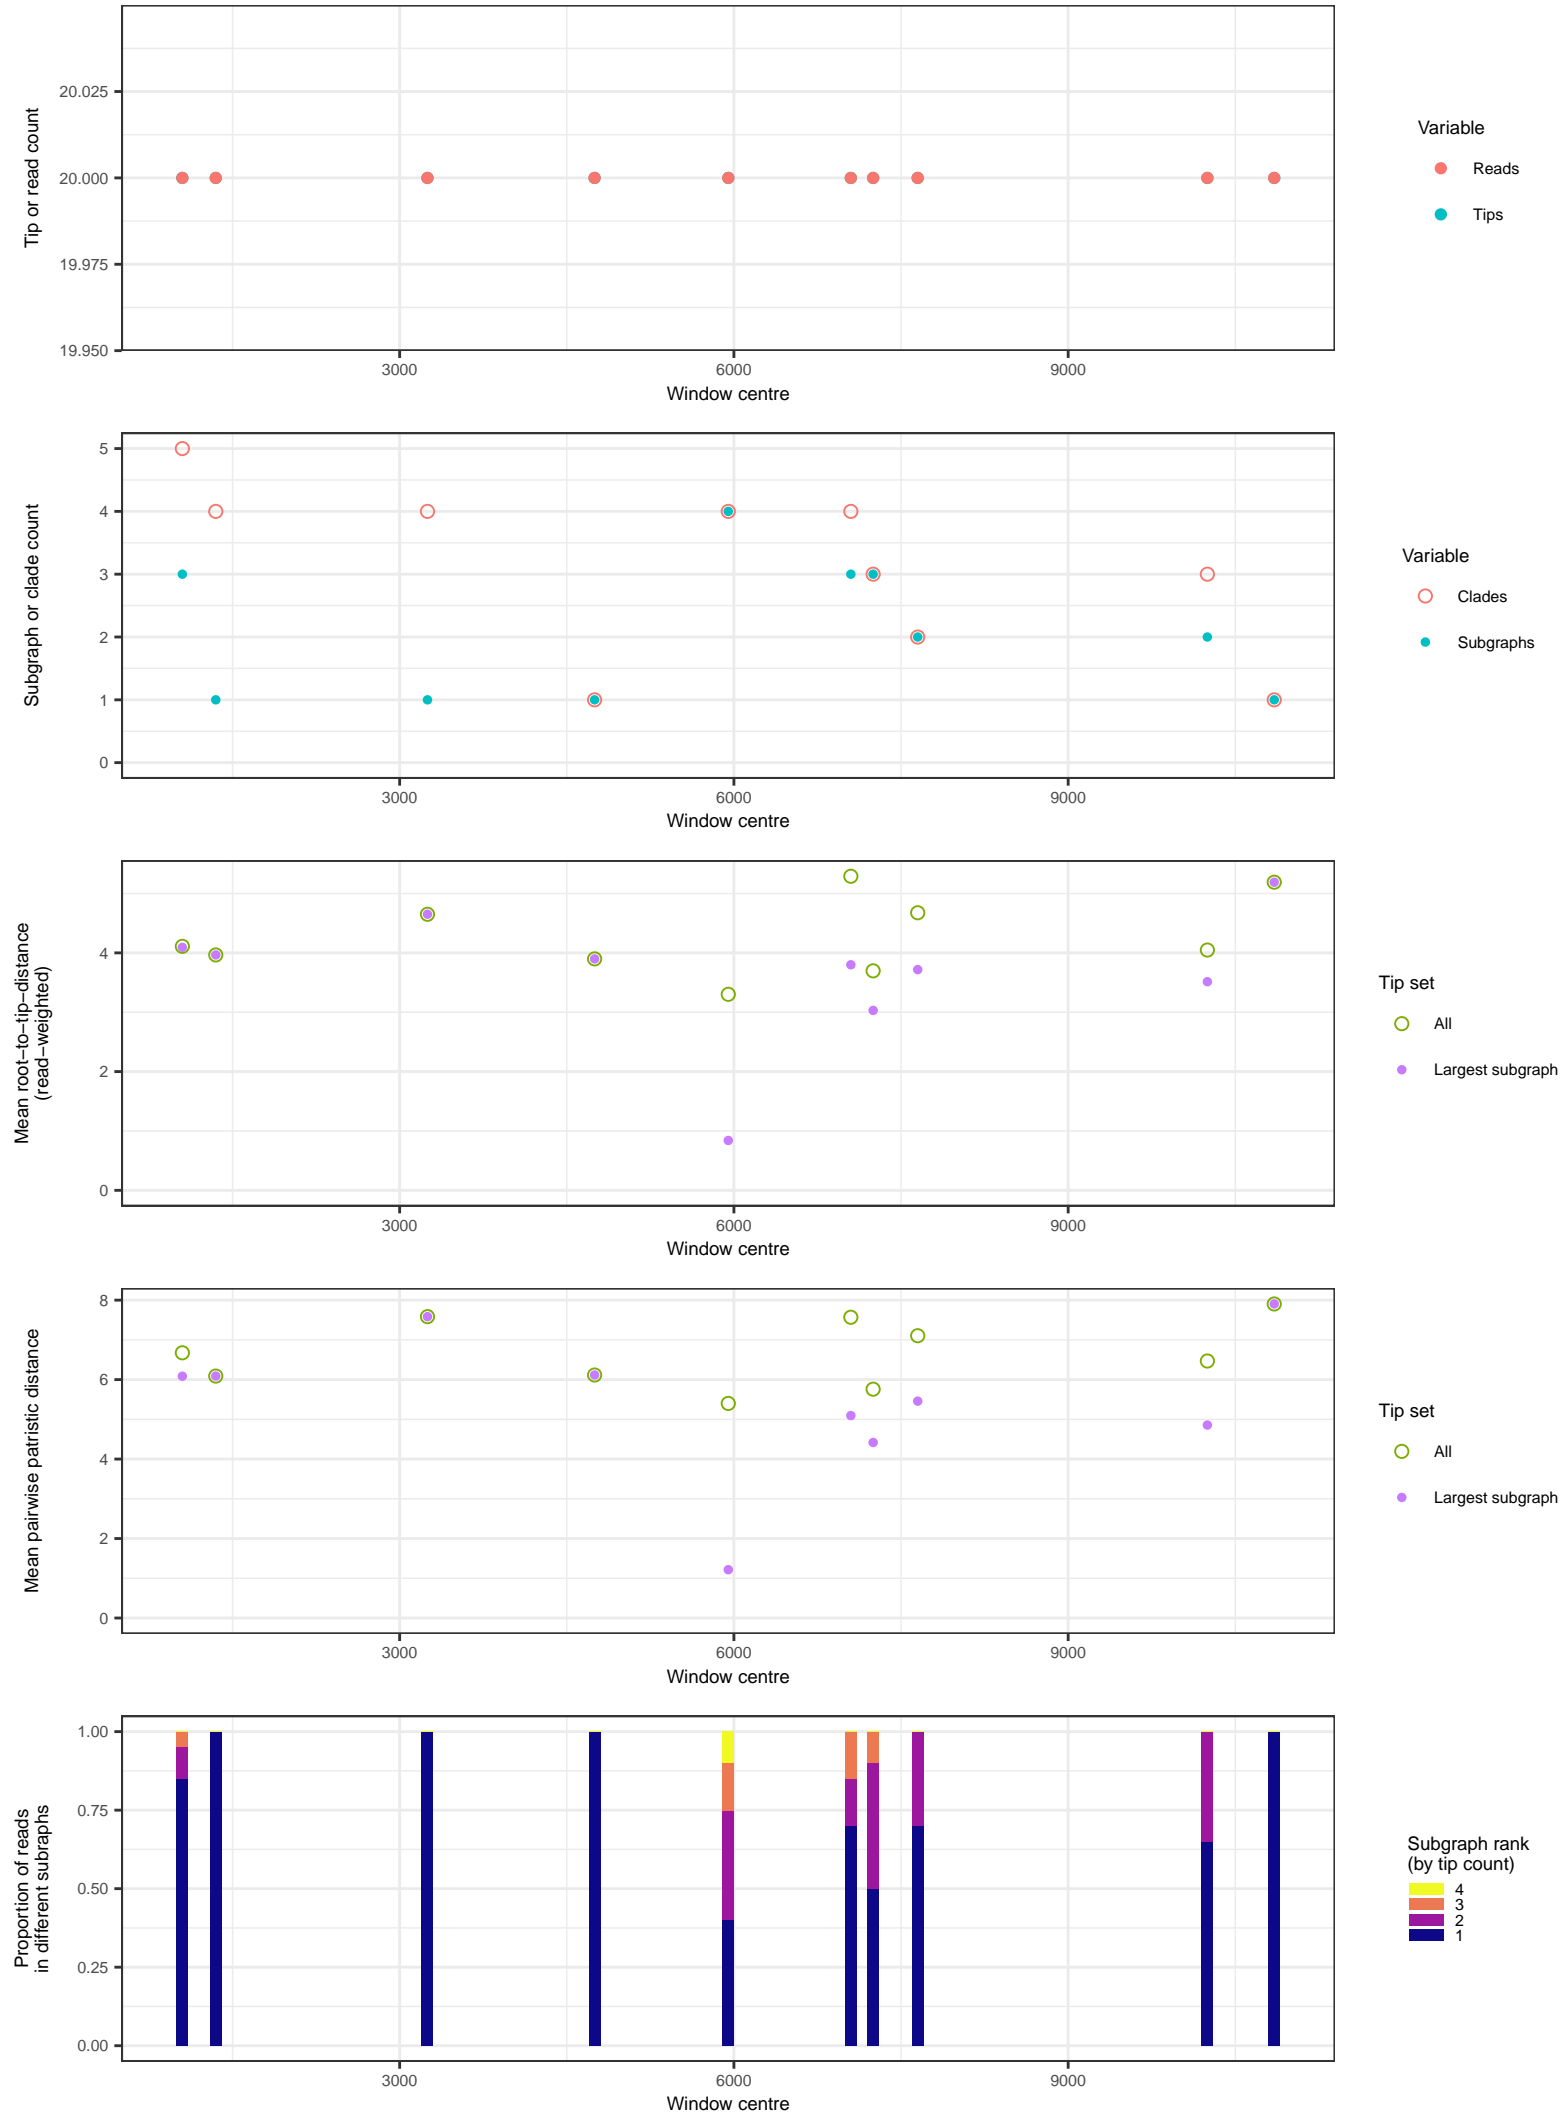 Tip or read count
20.025
20.000
19.975
19.950
3000
6000
9000
Window centre
Variable
Reads
Tips
Subgraph or clade count
5
4
3
2
1
0
3000
6000
9000
Window centre
Variable
Clades
Subgraphs
Mean root−to−tip−distance
(read−weighted)
4
2
0
3000
6000
9000
Window centre
Tip set
All
Largest subgraph
Mean pairwise patristic distance
8
6
4
2
0
3000
6000
9000
Window centre
Tip set
All
Largest subgraph
Proportion of reads
in different subraphs
1.00
0.75
0.50
0.25
0.00
3000
6000
9000
Window centre
Subgraph rank
(by tip count)
4
3
2
1